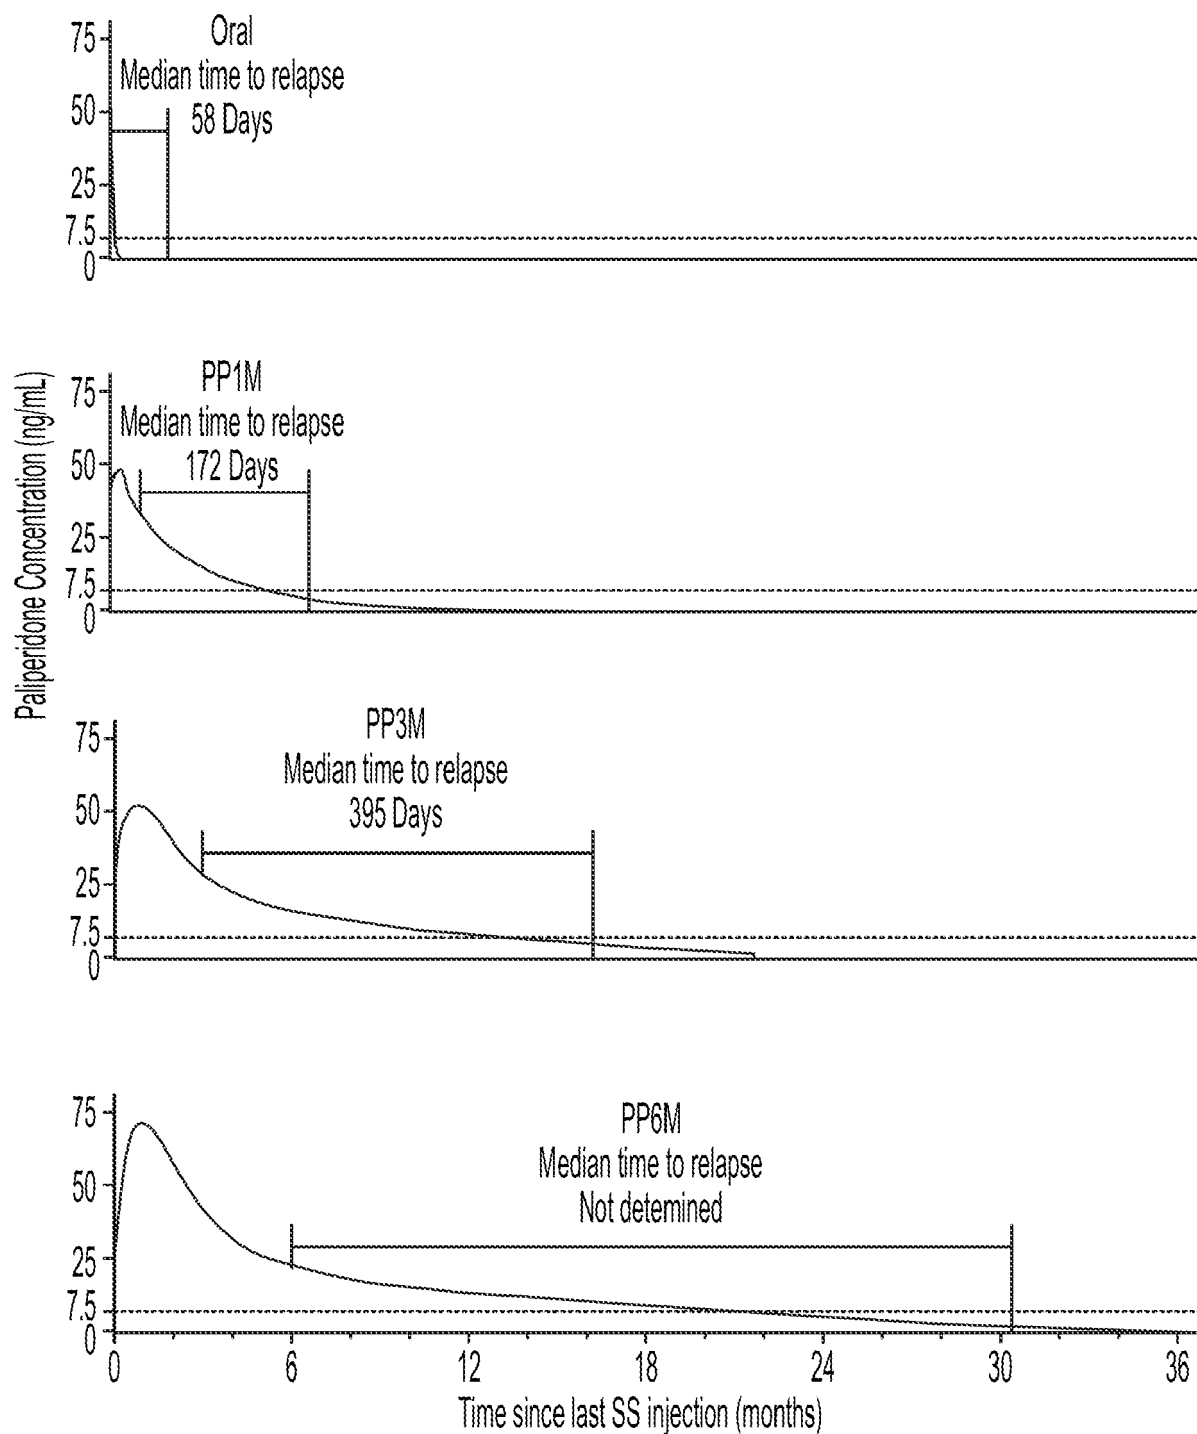 Paliperidone Concentration (ng/mL)
75
50
25
7.5
0
Oral
Median time to relapse
58 Days
75
50
25
7.5
0
PP1M
Median time to relapse
172 Days
75
50
25
7.5
0
PP3M
Median time to relapse
395 Days
75
50
25
7.5
0
PP6M
Median time to relapse
Not detemined
0 6 12 18 24 30 36
Time since last SS injection (months)